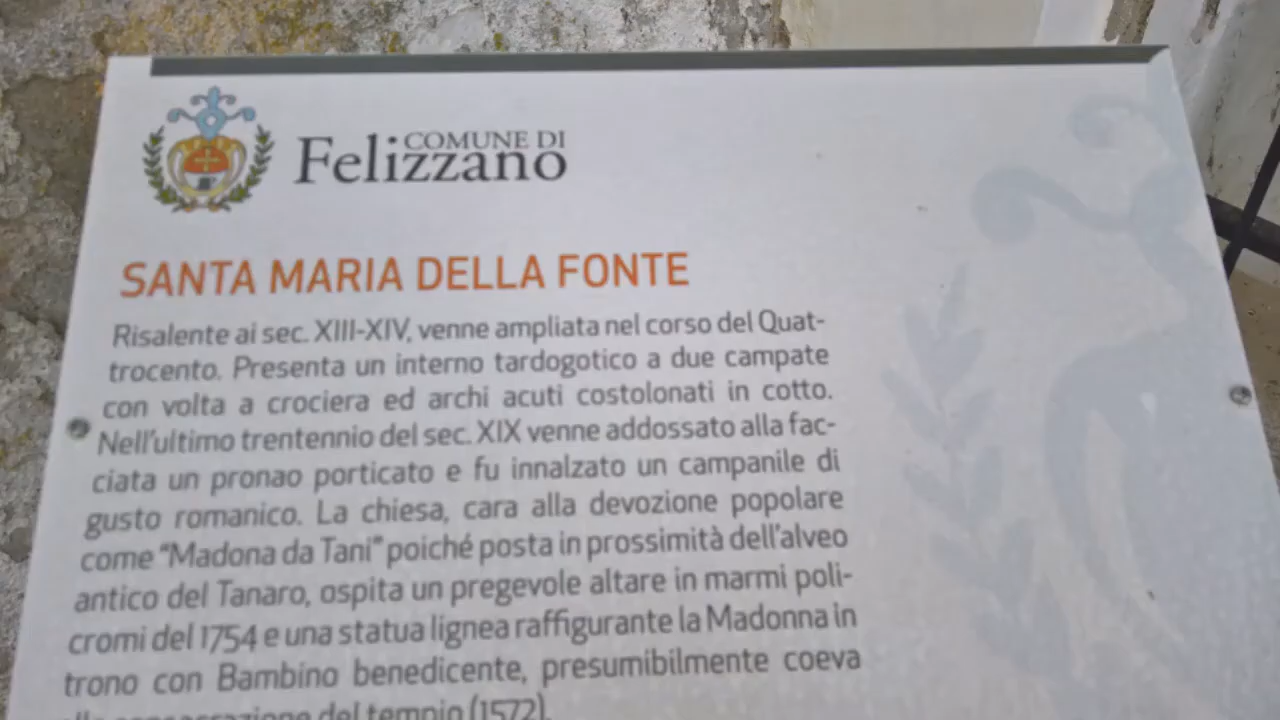 COMUNE DI
Felizzano
SANTA MARIA DELLA FONTE
Risalente ai sec. XIII-XIV, venne ampliata nel corso del Quat-
trocento. Presenta un interno tardogotico a due campate
con volta a crociera ed archi acuti costolonati in cotto.
Nell'ultimo trentennio del sec. XIX venne addossato alla fac-
ciata un pronao porticato e fu innalzato un campanile di
gusto romanico. La chiesa, cara alla devozione popolare
come "Madona da Tani" poiché posta in prossimità dell'alveo
antico del Tanaro, ospita un pregevole altare in marmi poli-
cromi del 1754 e una statua lignea raffigurante la Madonna in
trono con Bambino benedicente, presumibilmente coeva
alla consacrazione del tempio (1572).